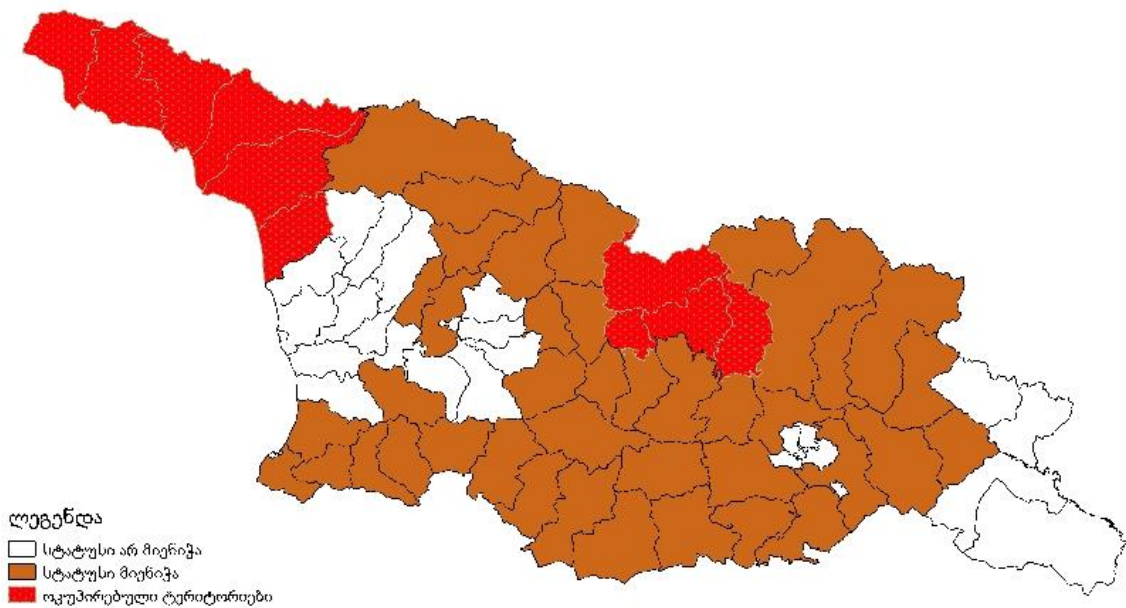 ლეგენდა
სტატუსი არ მიენიჭა
სტატუსი მიენიჭა
ოკუპირებული ტერიტორიები